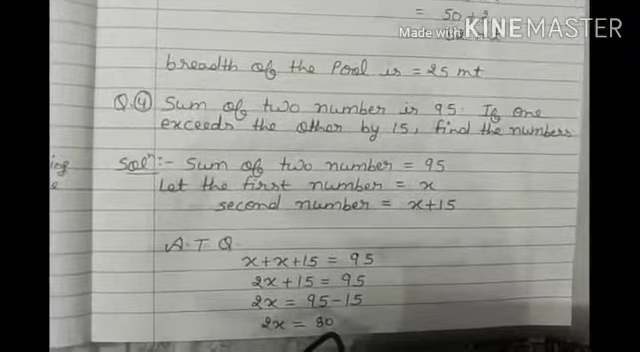 = 50 +
Made with KINEMASTER
breadth of the Pool is = 25 mt
Q.④ Sum of two number is 95. If one
exceeds the other by 15, find the numbers
Solⁿ:- Sum of two number = 95
Let the first number = x
second number = x+15
A.T.Q.
x+x+15 = 95
2x+15 = 95
2x = 95-15
2x = 80